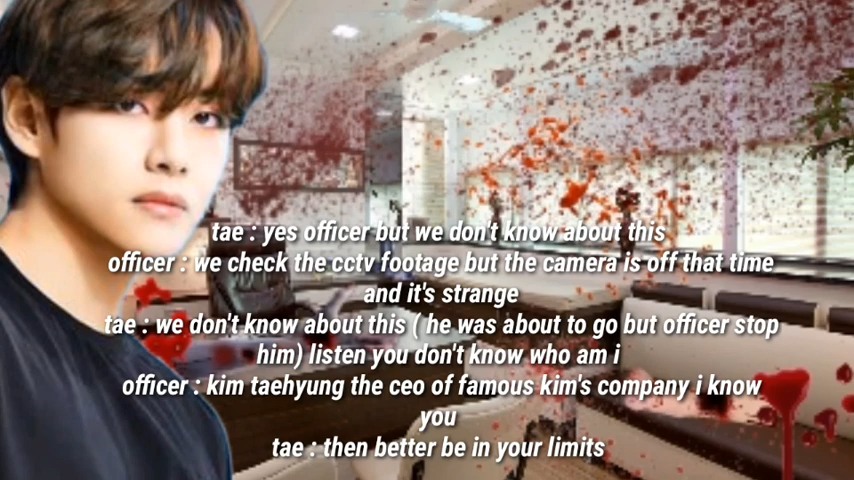 tae : yes officer but we don't know about this
officer : we check the cctv footage but the camera is off that time
and it's strange
tae : we don't know about this ( he was about to go but officer stop
him) listen you don't know who am i
officer : kim taehyung the ceo of famous kim's company i know
you
tae : then better be in your limits